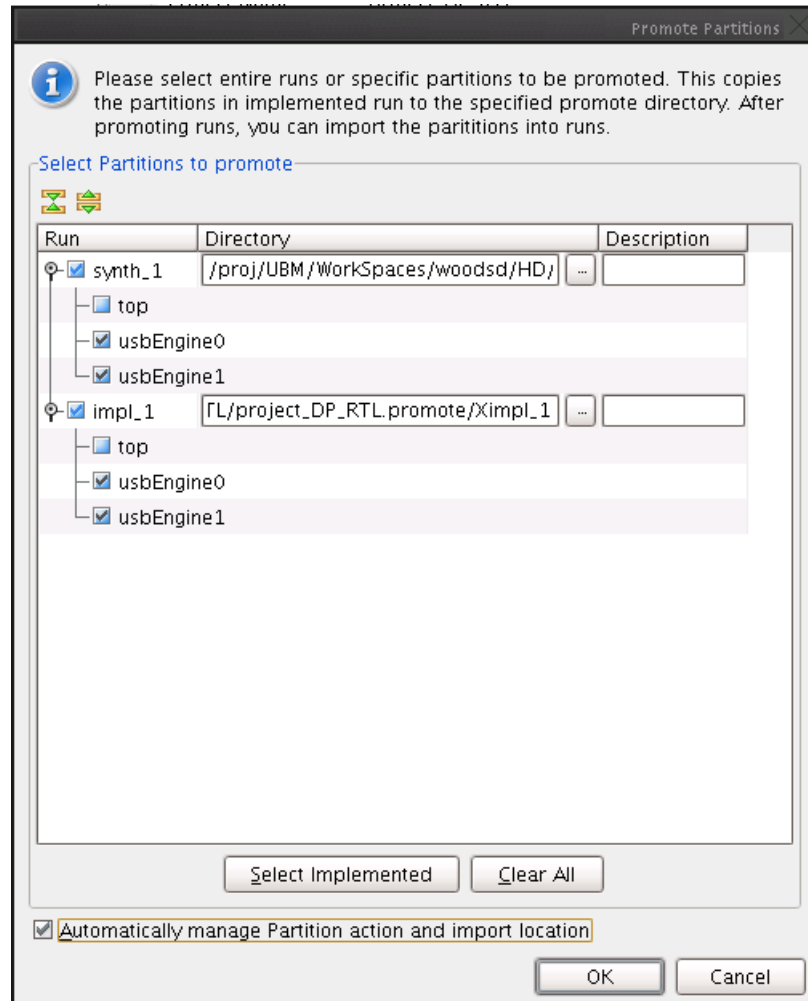 Promote Partitions
Please select entire runs or specific partitions to be promoted. This copies
the partitions in implemented run to the specified promote directory. After
promoting runs, you can import the parititions into runs.
Select Partitions to promote
Run Directory Description
synth_1 /proj/UBM/WorkSpaces/woodsd/HD/ ...
top
usbEngine0
usbEngine1
impl_1 TL/project_DP_RTL.promote/Ximpl_1 ...
top
usbEngine0
usbEngine1
Select Implemented Clear All
Automatically manage Partition action and import location
OK Cancel